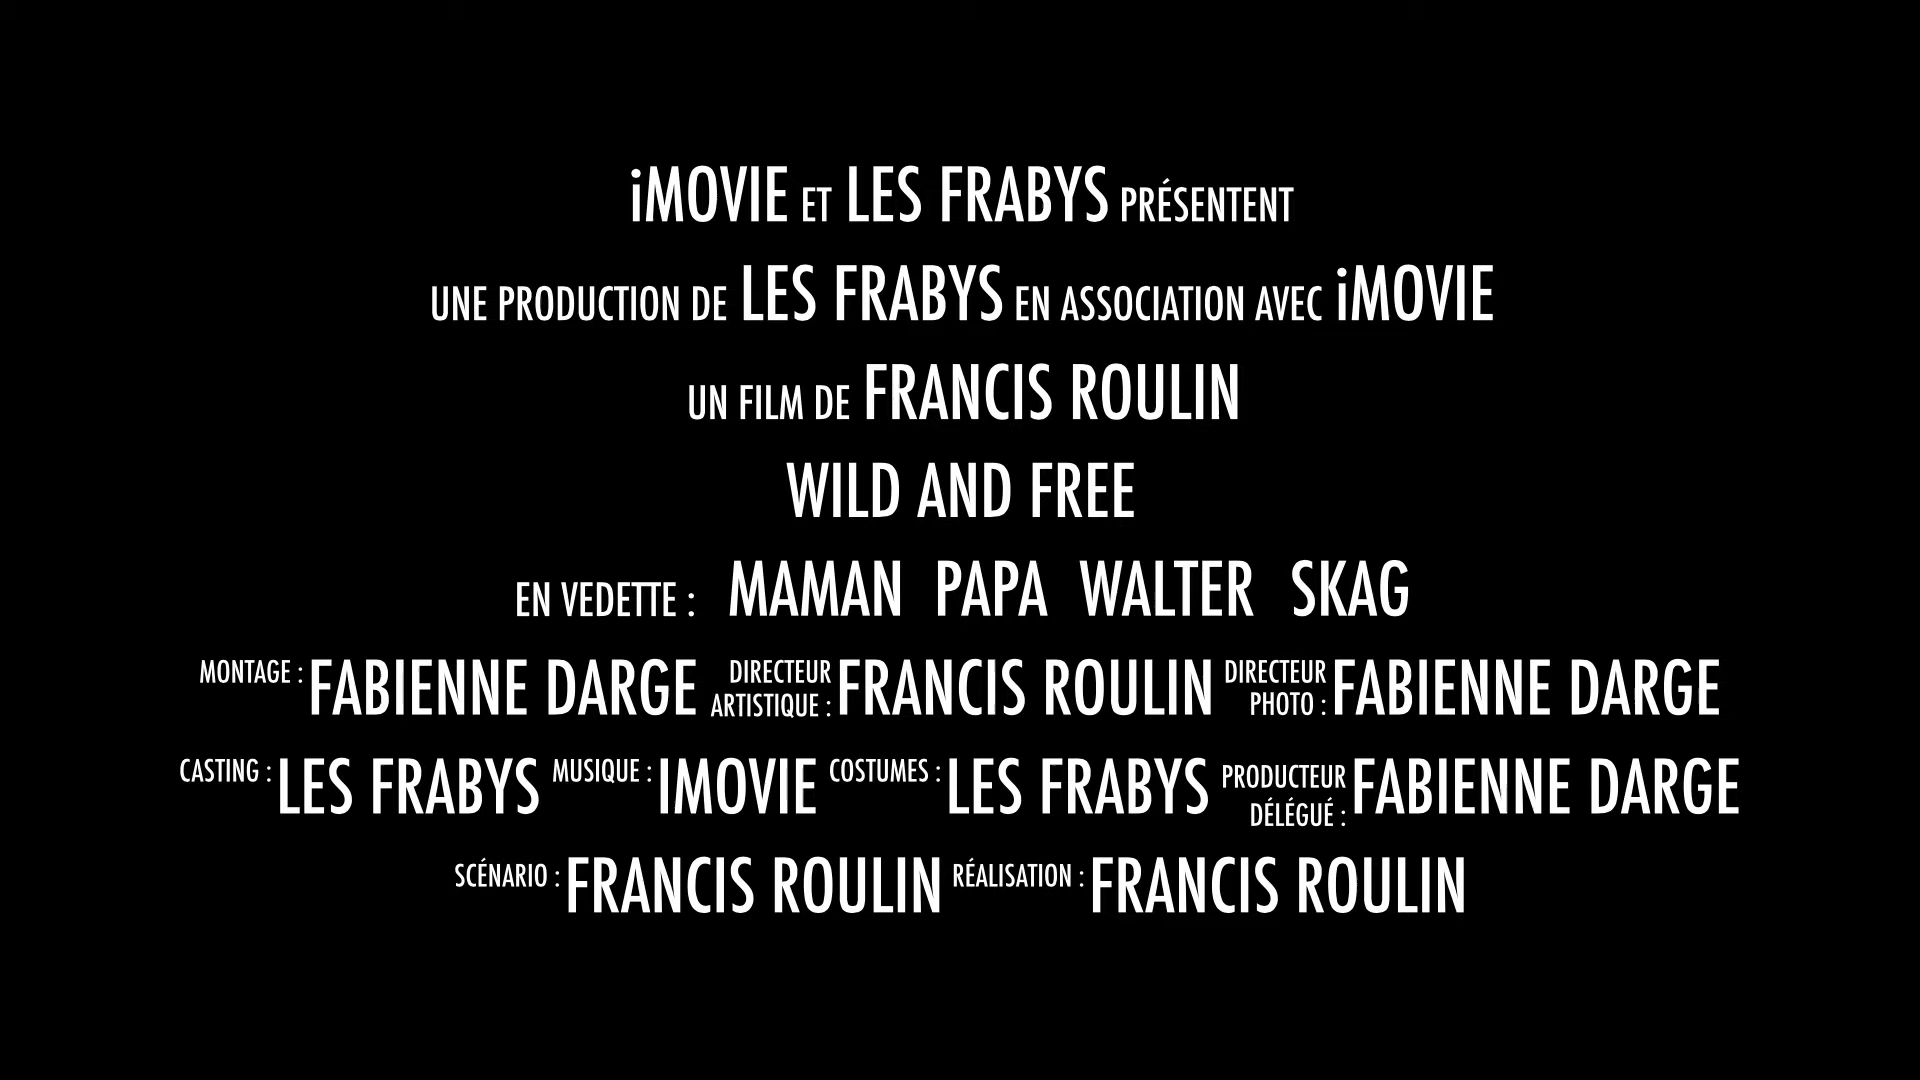 iMOVIE ET LES FRABYS PRÉSENTENT
UNE PRODUCTION DE LES FRABYS EN ASSOCIATION AVEC iMOVIE
UN FILM DE FRANCIS ROULIN
WILD AND FREE
EN VEDETTE : MAMAN PAPA WALTER SKAG
MONTAGE : FABIENNE DARGE DIRECTEUR ARTISTIQUE : FRANCIS ROULIN DIRECTEUR PHOTO : FABIENNE DARGE
CASTING : LES FRABYS MUSIQUE : IMOVIE COSTUMES : LES FRABYS PRODUCTEUR DÉLÉGUÉ : FABIENNE DARGE
SCÉNARIO : FRANCIS ROULIN RÉALISATION : FRANCIS ROULIN